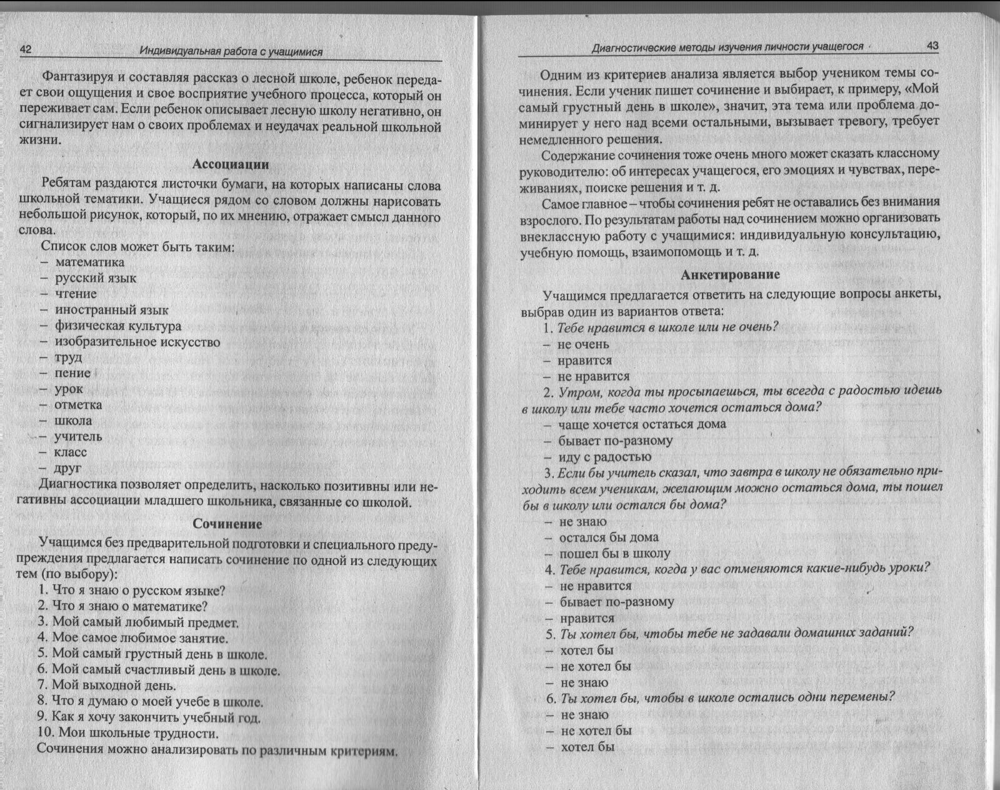 42
Индивидуальная работа с учащимися
Фантазируя и составляя рассказ о лесной школе, ребенок переда-
ет свои ощущения и свое восприятие учебного процесса, который он
переживает сам. Если ребенок описывает лесную школу негативно, он
сигнализирует нам о своих проблемах и неудачах реальной школьной
жизни.
Ассоциации
Ребятам раздаются листочки бумаги, на которых написаны слова
школьной тематики. Учащиеся рядом со словом должны нарисовать
небольшой рисунок, который, по их мнению, отражает смысл данного
слова.
Список слов может быть таким:
– математика
– русский язык
– чтение
– иностранный язык
– физическая культура
– изобразительное искусство
– труд
– пение
– урок
– отметка
– школа
– учитель
– класс
– друг
Диагностика позволяет определить, насколько позитивны или не-
гативны ассоциации младшего школьника, связанные со школой.
Сочинение
Учащимся без предварительной подготовки и специального преду-
преждения предлагается написать сочинение по одной из следующих
тем (по выбору):
1. Что я знаю о русском языке?
2. Что я знаю о математике?
3. Мой самый любимый предмет.
4. Мое самое любимое занятие.
5. Мой самый грустный день в школе.
6. Мой самый счастливый день в школе.
7. Мой выходной день.
8. Что я думаю о моей учебе в школе.
9. Как я хочу закончить учебный год.
10. Мои школьные трудности.
Сочинения можно анализировать по различным критериям.
Диагностические методы изучения личности учащегося
43
Одним из критериев анализа является выбор учеником темы со-
чинения. Если ученик пишет сочинение и выбирает, к примеру, «Мой
самый грустный день в школе», значит, эта тема или проблема до-
минирует у него над всеми остальными, вызывает тревогу, требует
немедленного решения.
Содержание сочинения тоже очень много может сказать классному
руководителю: об интересах учащегося, его эмоциях и чувствах, пере-
живаниях, поиске решения и т. д.
Самое главное – чтобы сочинения ребят не оставались без внимания
взрослого. По результатам работы над сочинением можно организовать
внеклассную работу с учащимися: индивидуальную консультацию,
учебную помощь, взаимопомощь и т. д.
Анкетирование
Учащимся предлагается ответить на следующие вопросы анкеты,
выбрав один из вариантов ответа:
1. Тебе нравится в школе или не очень?
– не очень
– нравится
– не нравится
2. Утром, когда ты просыпаешься, ты всегда с радостью идешь
в школу или тебе часто хочется остаться дома?
– чаще хочется остаться дома
– бывает по-разному
– иду с радостью
3. Если бы учитель сказал, что завтра в школу не обязательно при-
ходить всем ученикам, желающим можно остаться дома, ты пошел
бы в школу или остался бы дома?
– не знаю
– остался бы дома
– пошел бы в школу
4. Тебе нравится, когда у вас отменяются какие-нибудь уроки?
– не нравится
– бывает по-разному
– нравится
5. Ты хотел бы, чтобы тебе не задавали домашних заданий?
– хотел бы
– не хотел бы
– не знаю
6. Ты хотел бы, чтобы в школе остались одни перемены?
– не знаю
– не хотел бы
– хотел бы